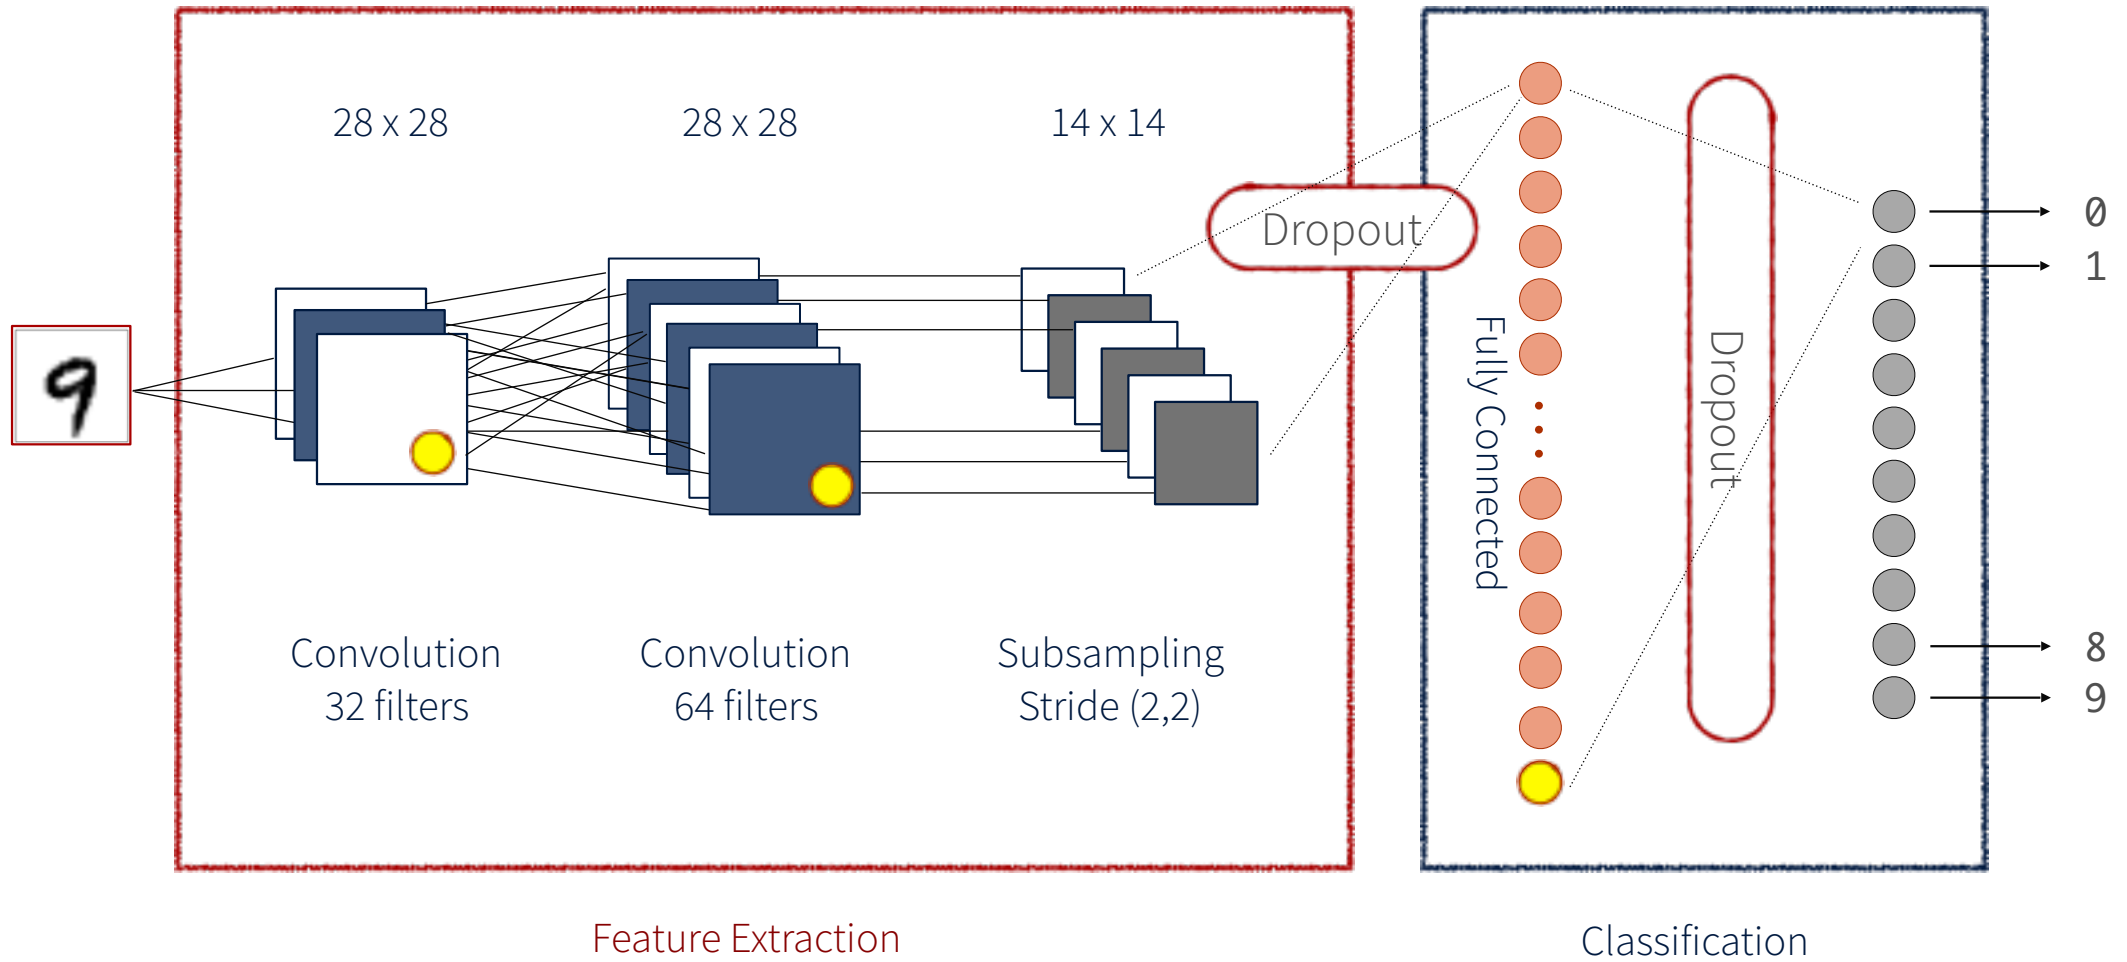 28 x 28
28 x 28
14 x 14
Dropout
9
Fully Connected
Dropout
0
1
8
9
Convolution
32 filters
Convolution
64 filters
Subsampling
Stride (2,2)
Feature Extraction
Classification